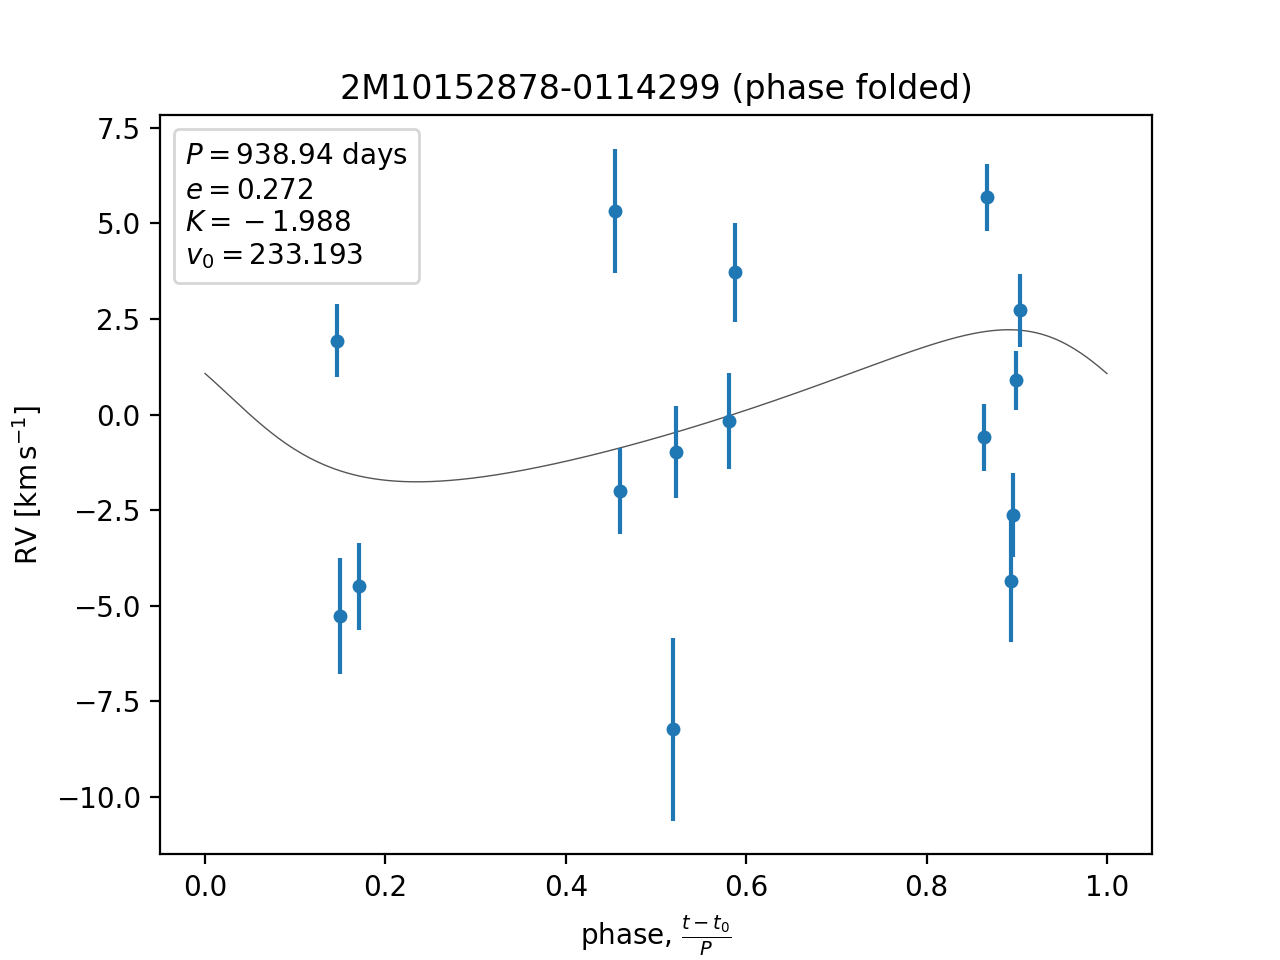 2M10152878-0114299 (phase folded)
P = 938.94 days
e = 0.272
K = −1.988
v₀ = 233.193
7.5
5.0
2.5
0.0
−2.5
−5.0
−7.5
−10.0
RV [km s⁻¹]
0.0 0.2 0.4 0.6 0.8 1.0
phase, (t − t₀)/P